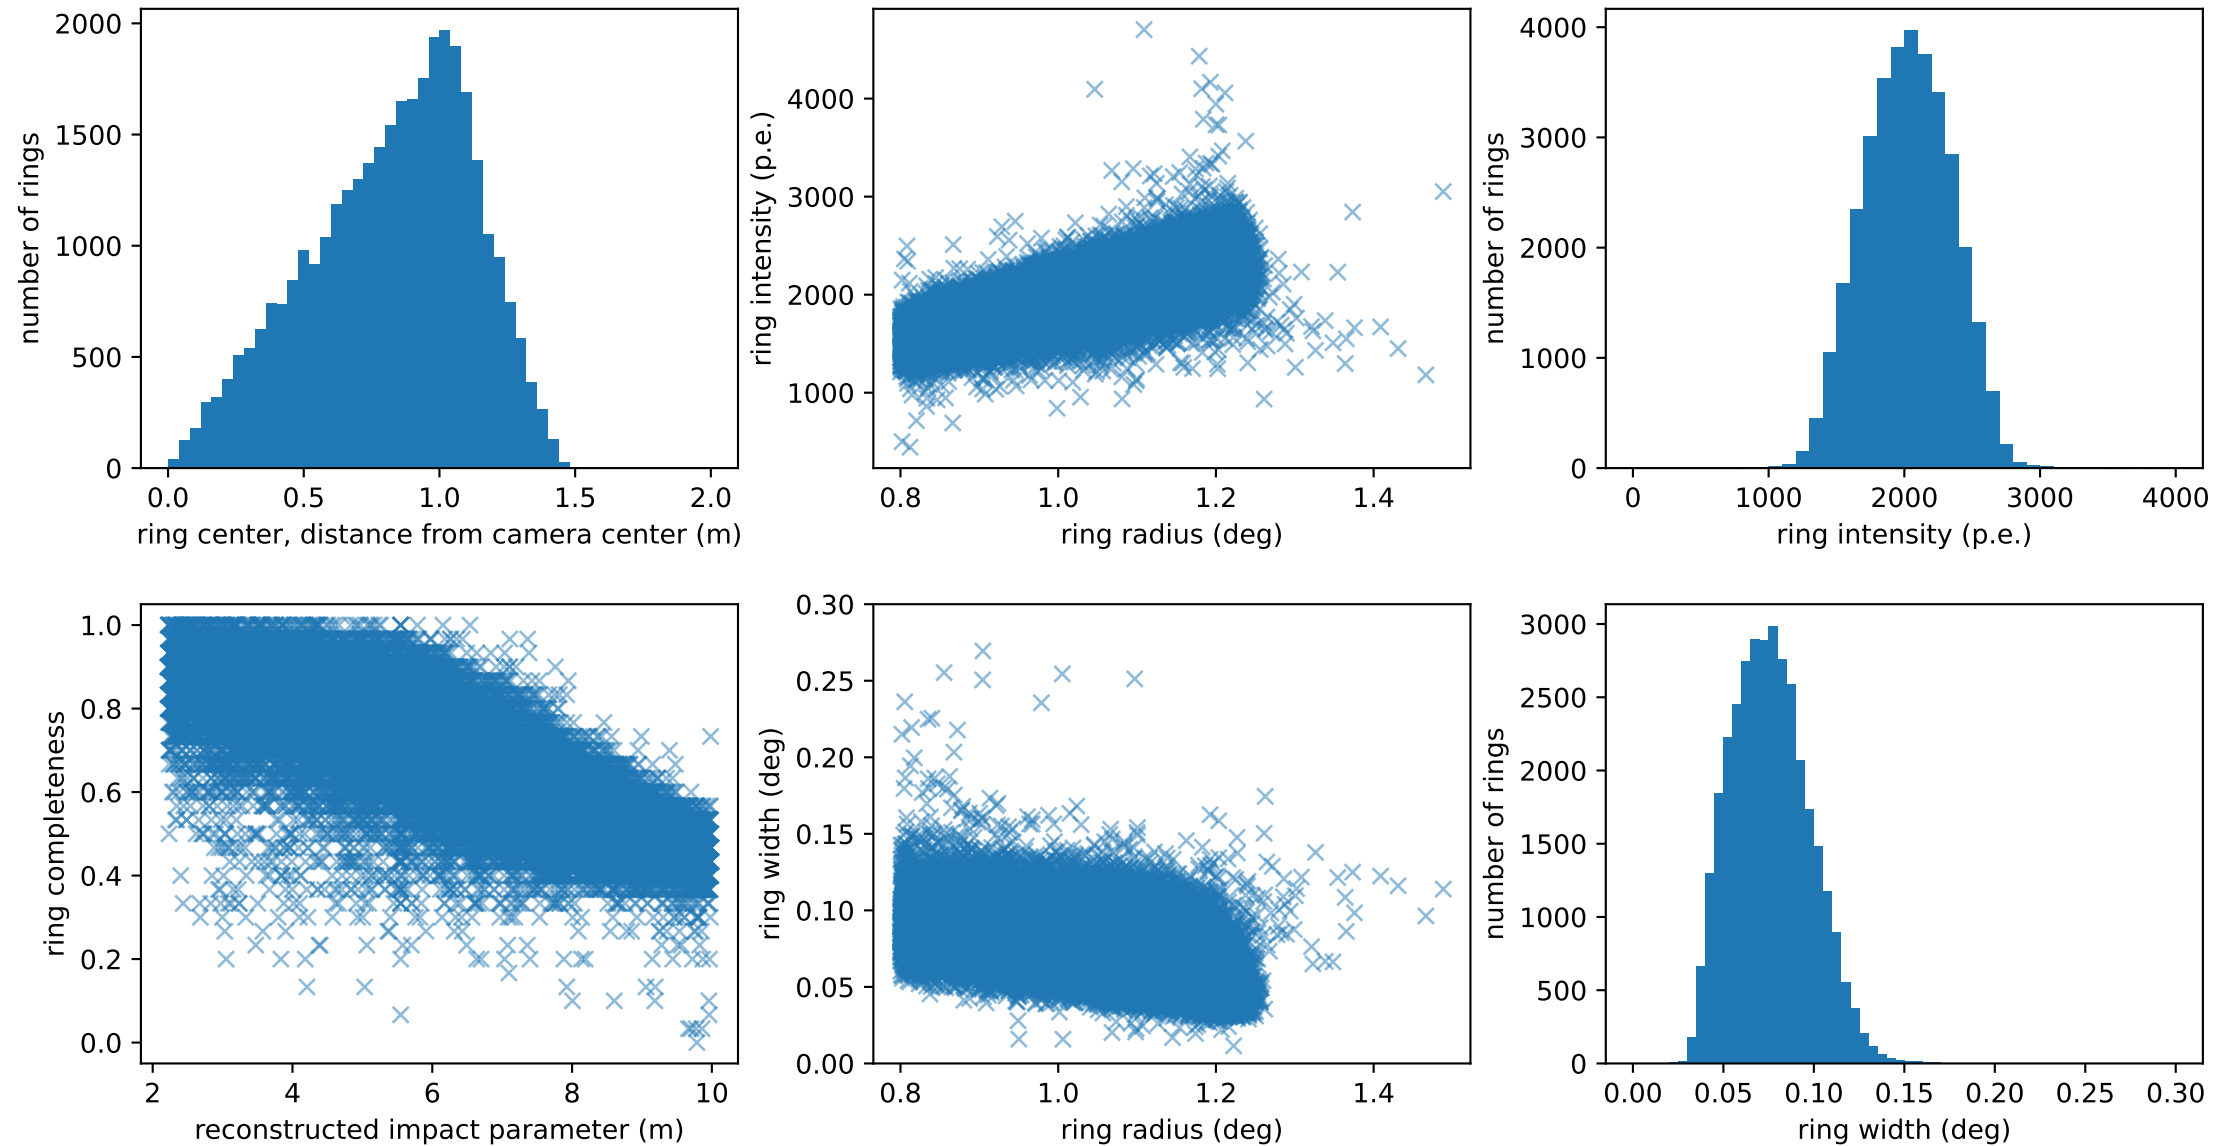 2000
1500
1000
500
0
number of rings
0.0 0.5 1.0 1.5 2.0
ring center, distance from camera center (m)
4000
3000
2000
1000
ring intensity (p.e.)
0.8 1.0 1.2 1.4
ring radius (deg)
4000
3000
2000
1000
0
number of rings
0 1000 2000 3000 4000
ring intensity (p.e.)
1.0
0.8
0.6
0.4
0.2
0.0
ring completeness
2 4 6 8 10
reconstructed impact parameter (m)
0.30
0.25
0.20
0.15
0.10
0.05
0.00
ring width (deg)
0.8 1.0 1.2 1.4
ring radius (deg)
3000
2500
2000
1500
1000
500
0
number of rings
0.00 0.05 0.10 0.15 0.20 0.25 0.30
ring width (deg)